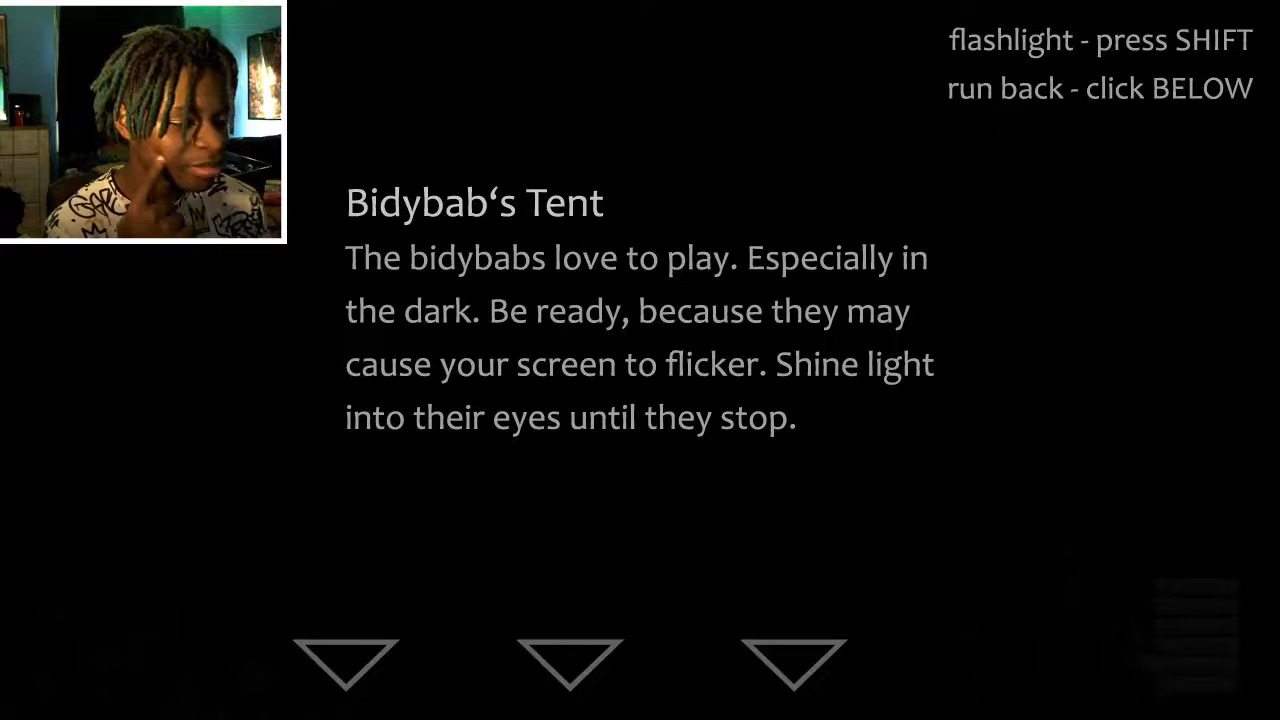 flashlight - press SHIFT
run back - click BELOW
Bidybab‘s Tent
The bidybabs love to play. Especially in
the dark. Be ready, because they may
cause your screen to flicker. Shine light
into their eyes until they stop.